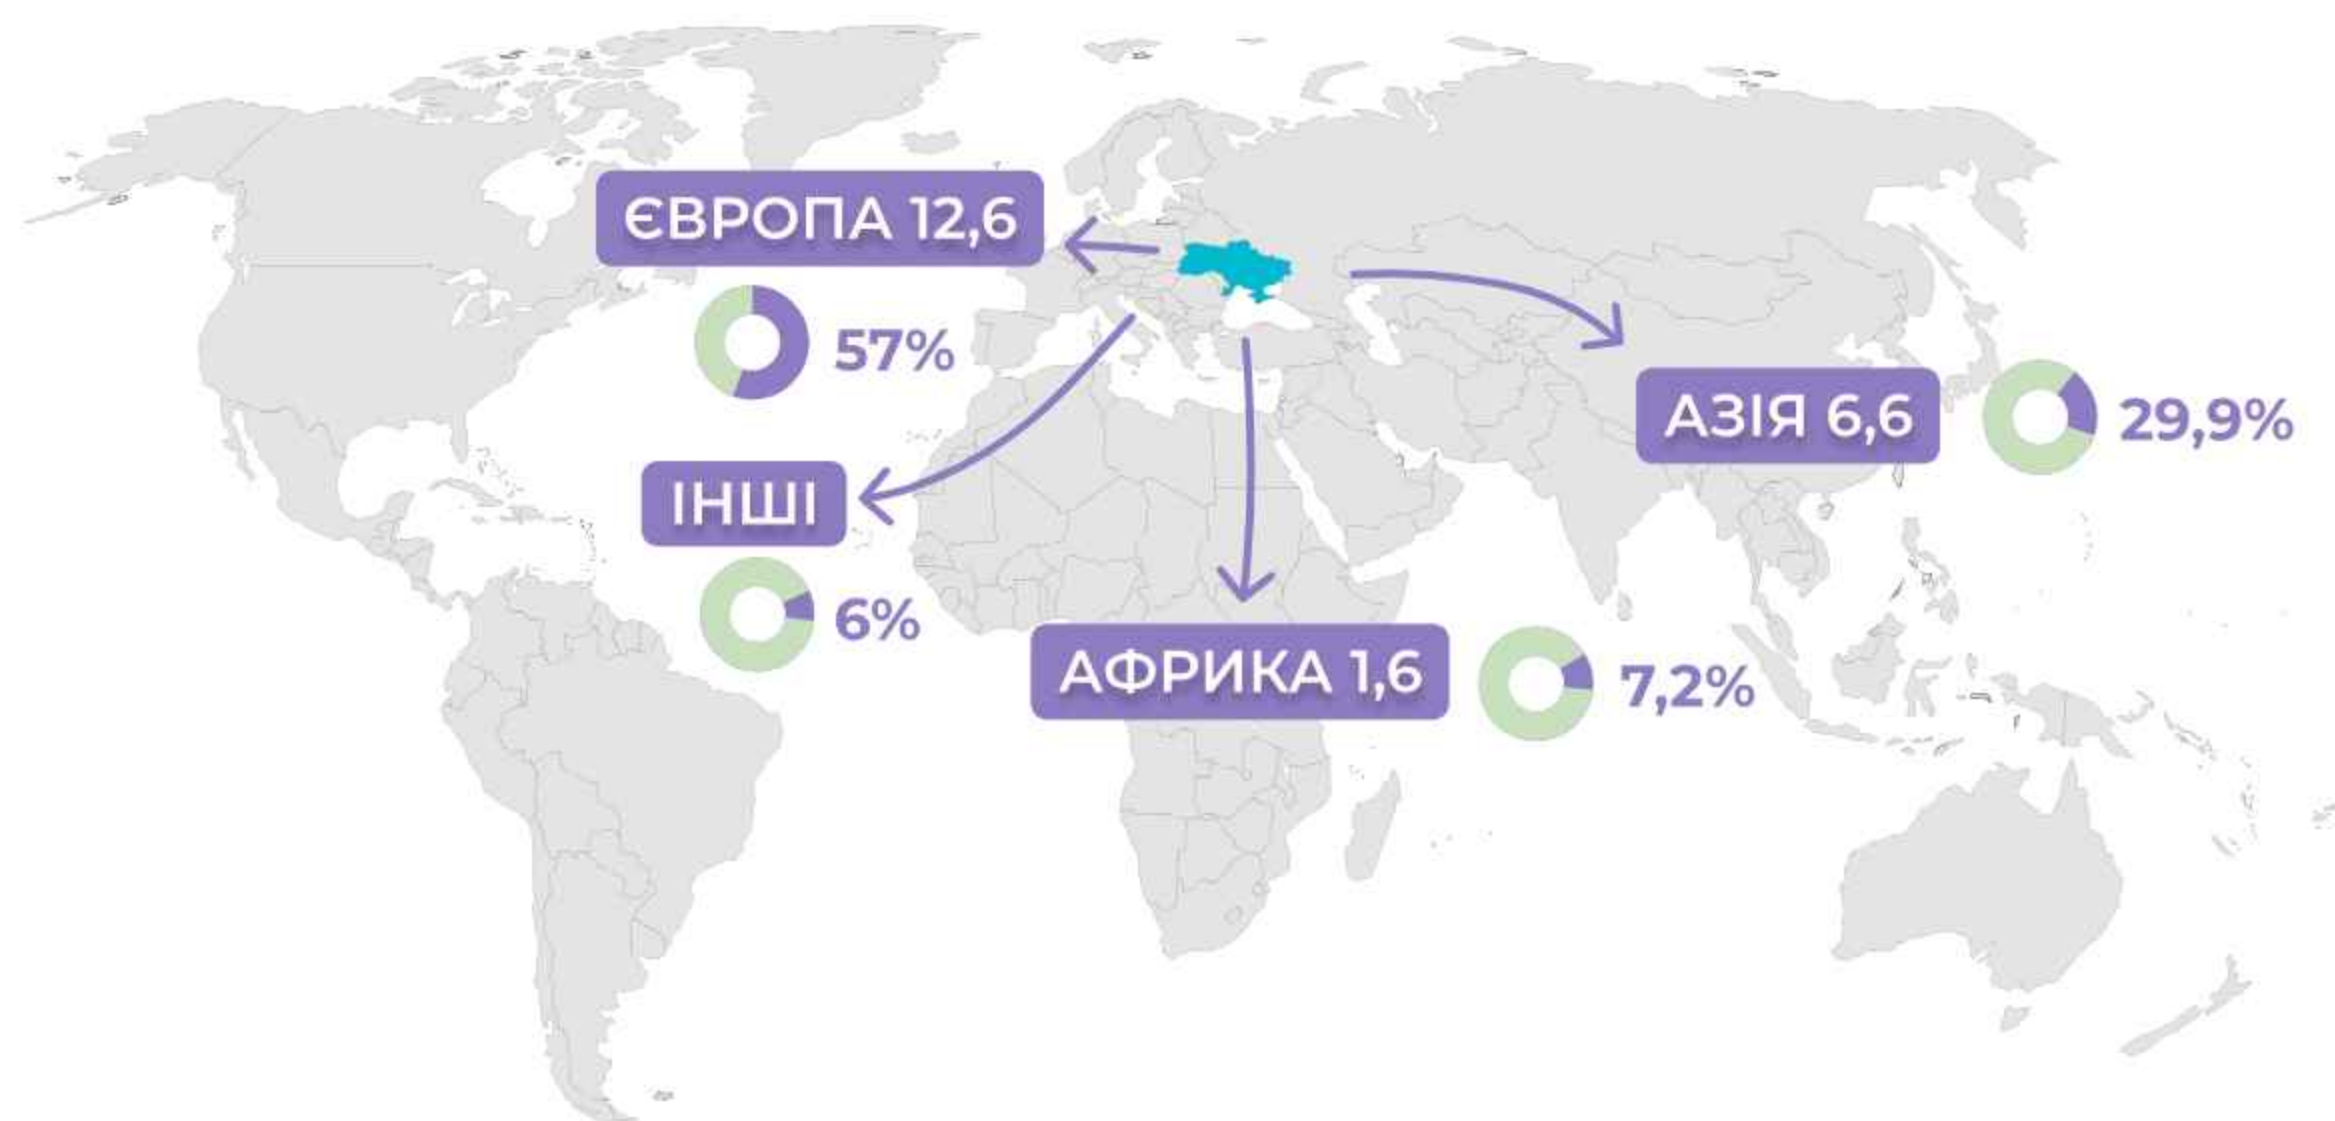 ЄВРОПА 12,6
57%
АЗІЯ 6,6
29,9%
ІНШІ
6%
АФРИКА 1,6
7,2%